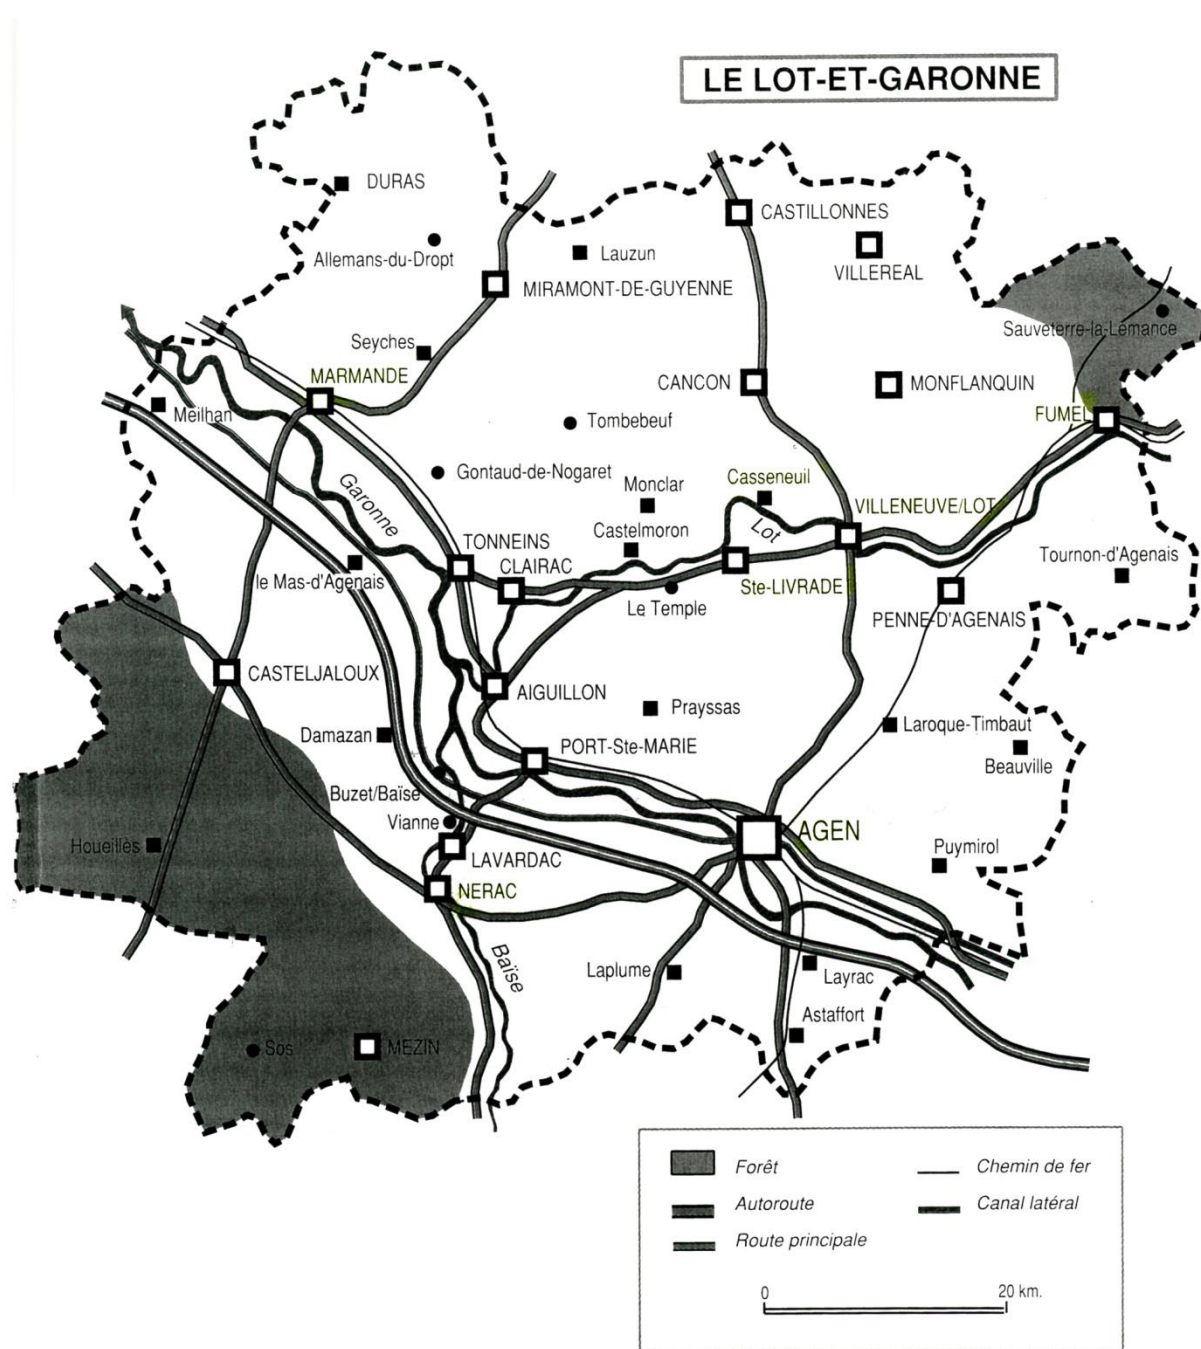 LE LOT-ET-GARONNE
DURAS
CASTILLONNES
Allemans-du-Dropt
Lauzun
VILLEREAL
MIRAMONT-DE-GUYENNE
Sauveterre-la-Lémance
Seyches
MARMANDE
CANCON
MONFLANQUIN
Meilhan
FUMEL
Tombebeuf
Gontaud-de-Nogaret
Garonne
Monclar
Casseneuil
VILLENEUVE/LOT
Castelmoron
Lot
TONNEINS
CLAIRAC
Tournon-d'Agenais
le Mas-d'Agenais
Ste-LIVRADE
Le Temple
PENNE-D'AGENAIS
CASTELJALOUX
AIGUILLON
Prayssas
Laroque-Timbaut
Damazan
PORT-Ste-MARIE
Beauville
Buzet/Baïse
Vianne
AGEN
Houeillès
LAVARDAC
Puymirol
NERAC
Baïse
Laplume
Layrac
Astaffort
Sos
MEZIN
Forêt
Chemin de fer
Autoroute
Canal latéral
Route principale
0
20 km.